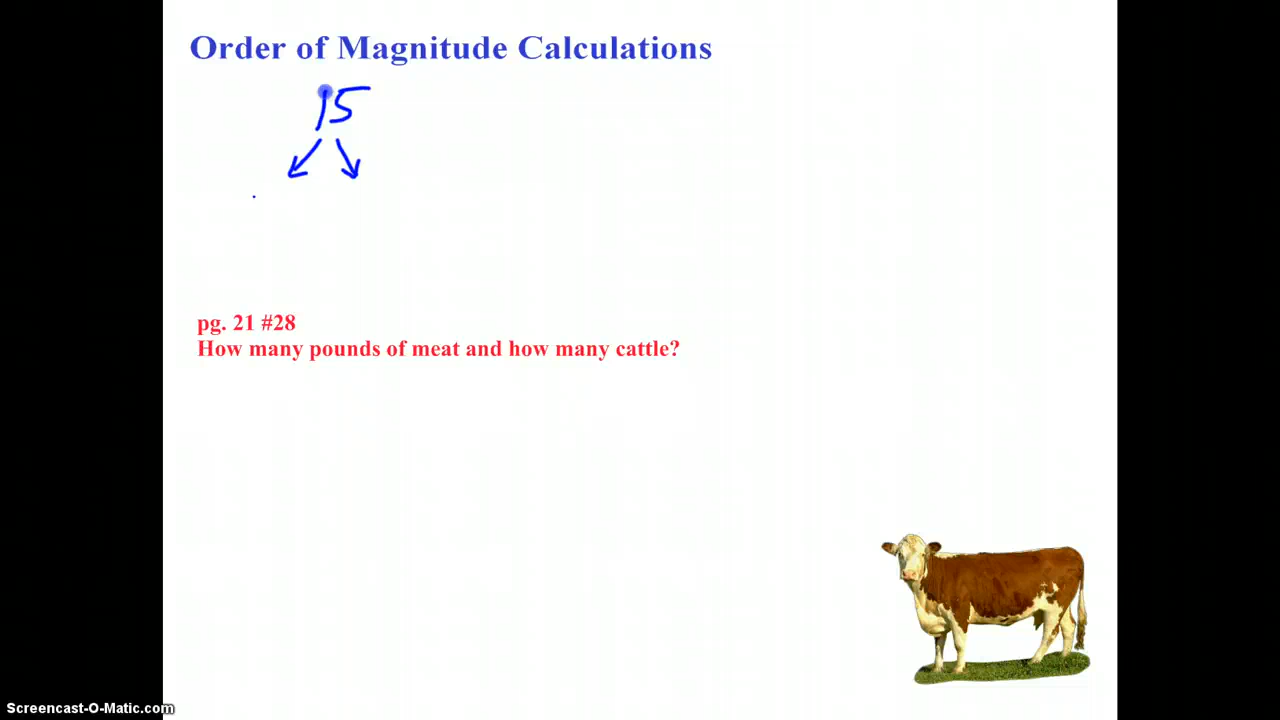 Order of Magnitude Calculations
15
pg. 21 #28
How many pounds of meat and how many cattle?
Screencast-O-Matic.com